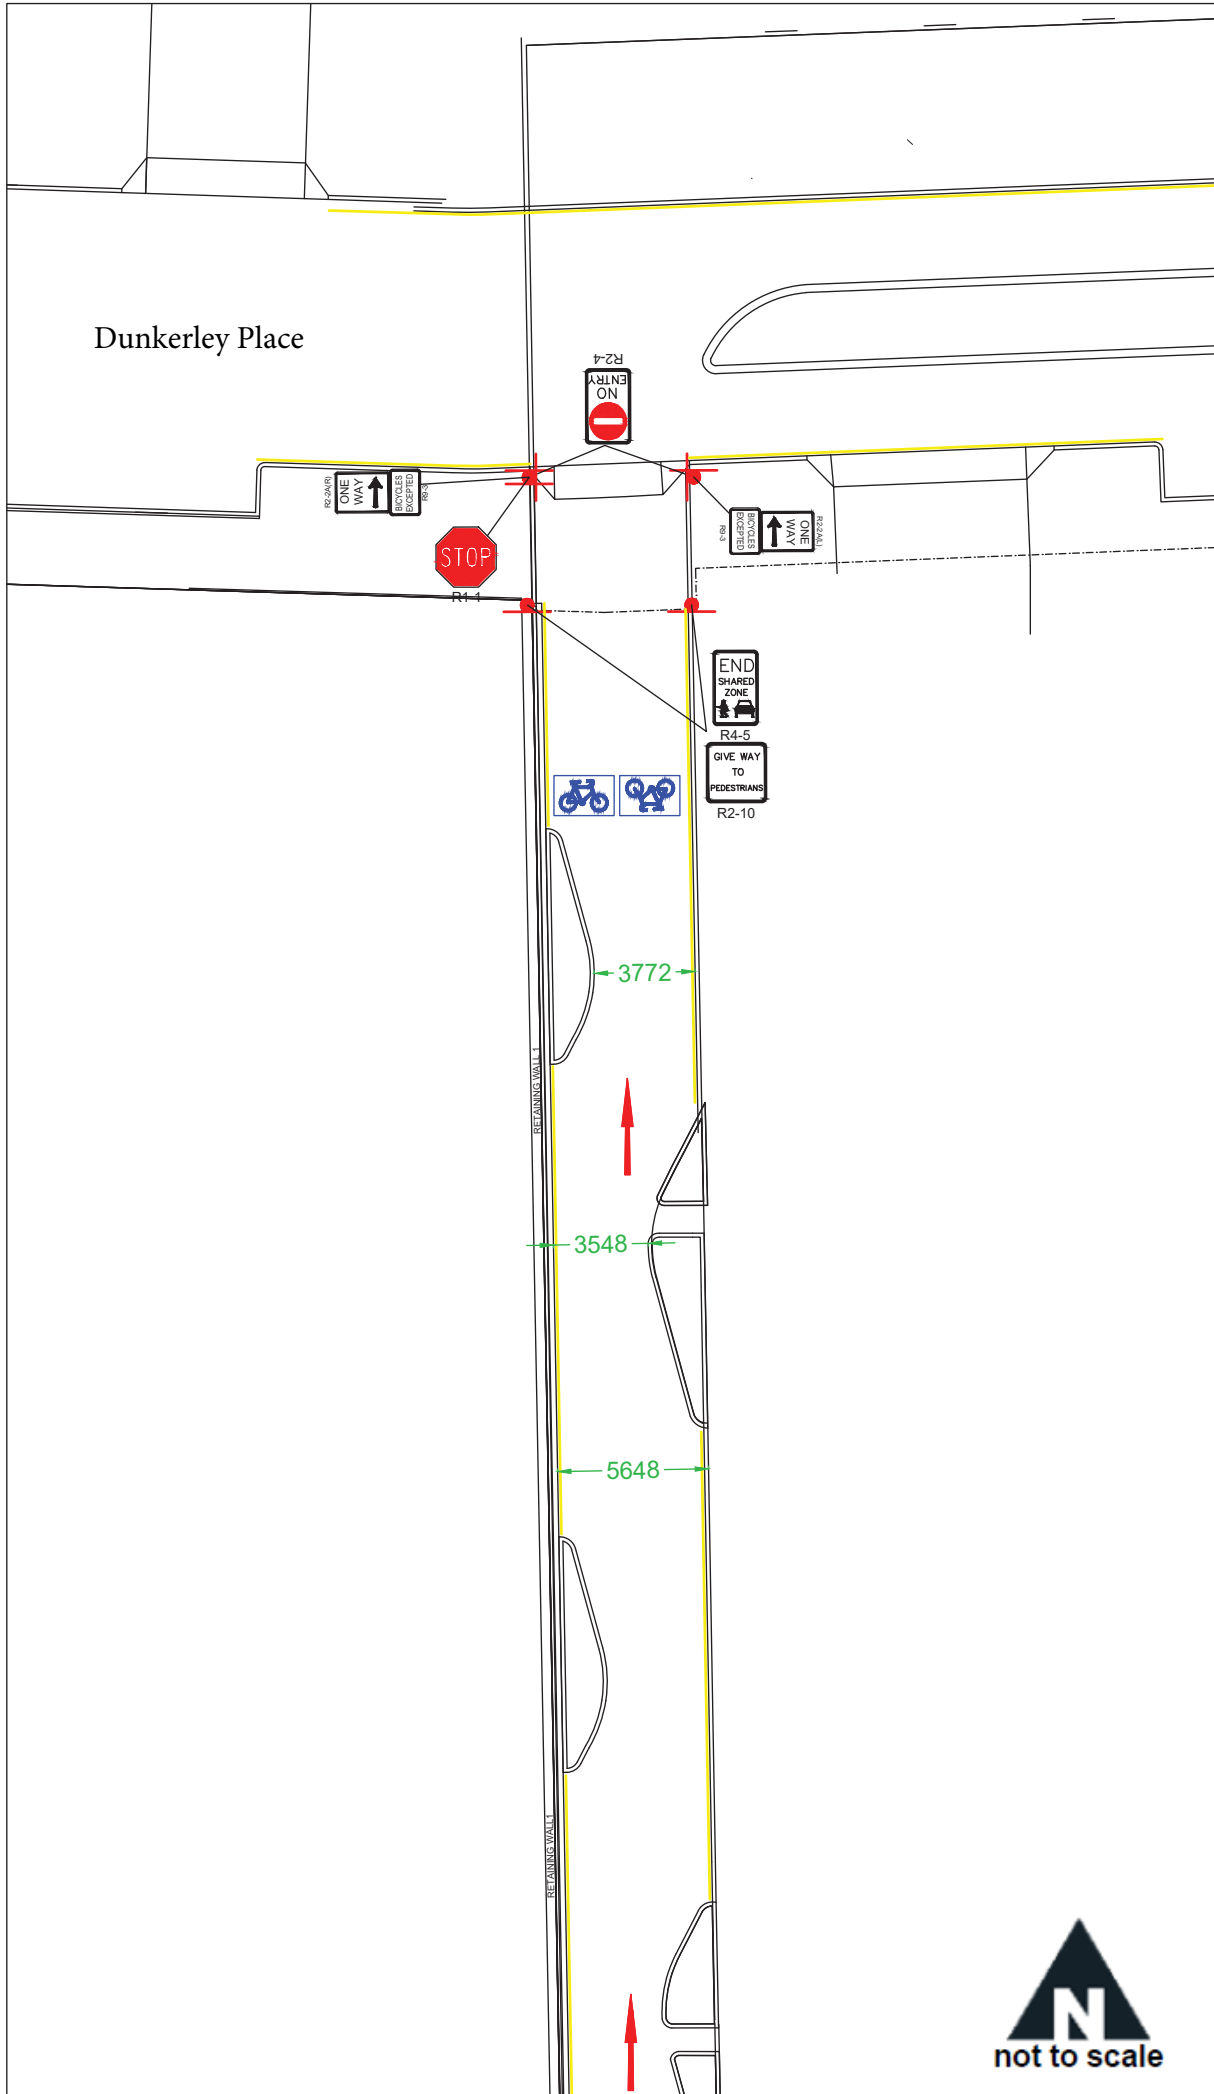 Dunkerley Place
R2-4
NO
ENTRY
R2-2A(R)
ONE
WAY
BICYCLES
EXCEPTED
R9-3
STOP
R1-1
R9-3
BICYCLES
EXCEPTED
ONE
WAY
R2-2A(L)
END
SHARED
ZONE
R4-5
GIVE WAY
TO
PEDESTRIANS
R2-10
3772
RETAINING WALL 1
3548
5648
RETAINING WALL1
N
not to scale